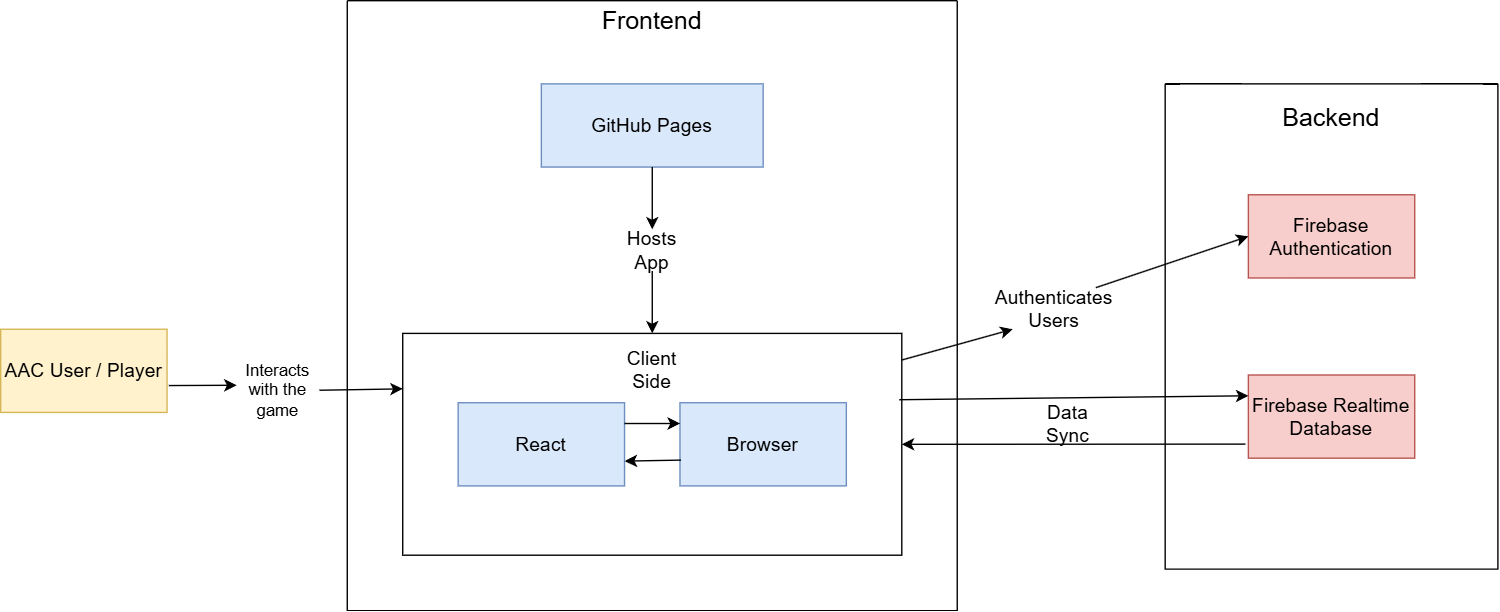 Frontend
GitHub Pages
Hosts
App
AAC User / Player
Interacts
with the
game
Client
Side
React
Browser
Authenticates
Users
Data
Sync
Backend
Firebase
Authentication
Firebase Realtime
Database